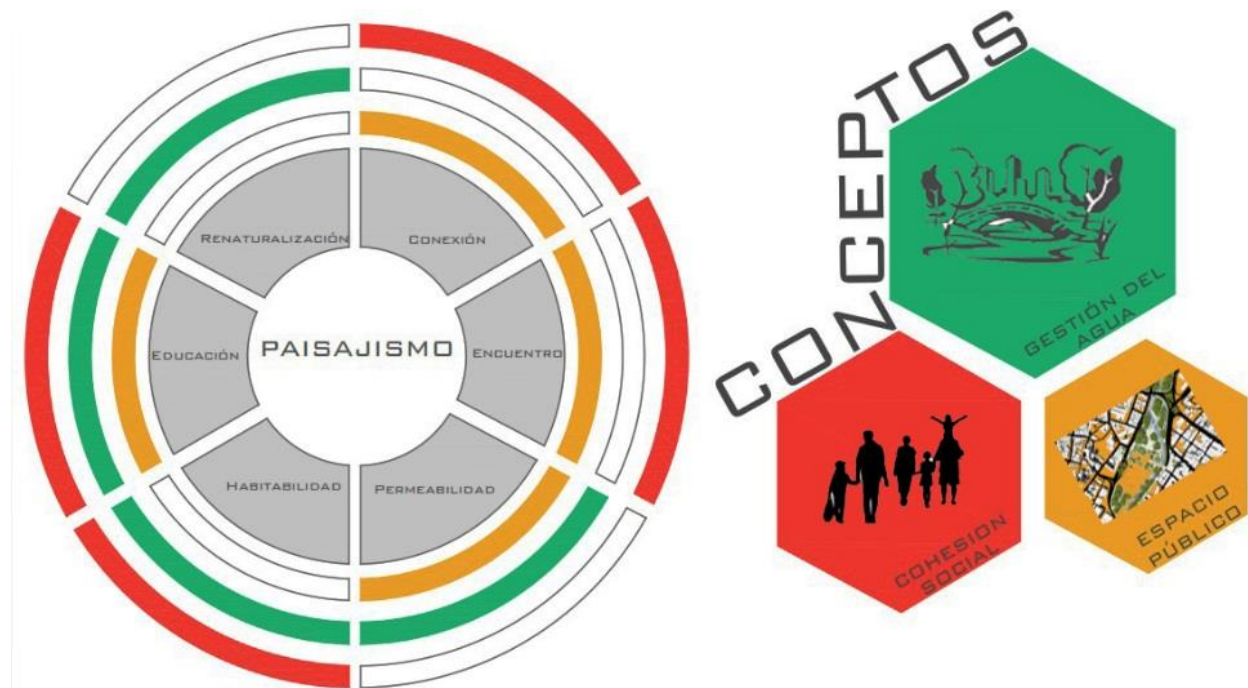 RENATURALIZACIÓN
CONEXIÓN
EDUCACIÓN
PAISAJISMO
ENCUENTRO
HABITABILIDAD
PERMEABILIDAD
CONCEPTOS
GESTIÓN DEL
AGUA
COHESION
SOCIAL
ESPACIO
PÚBLICO